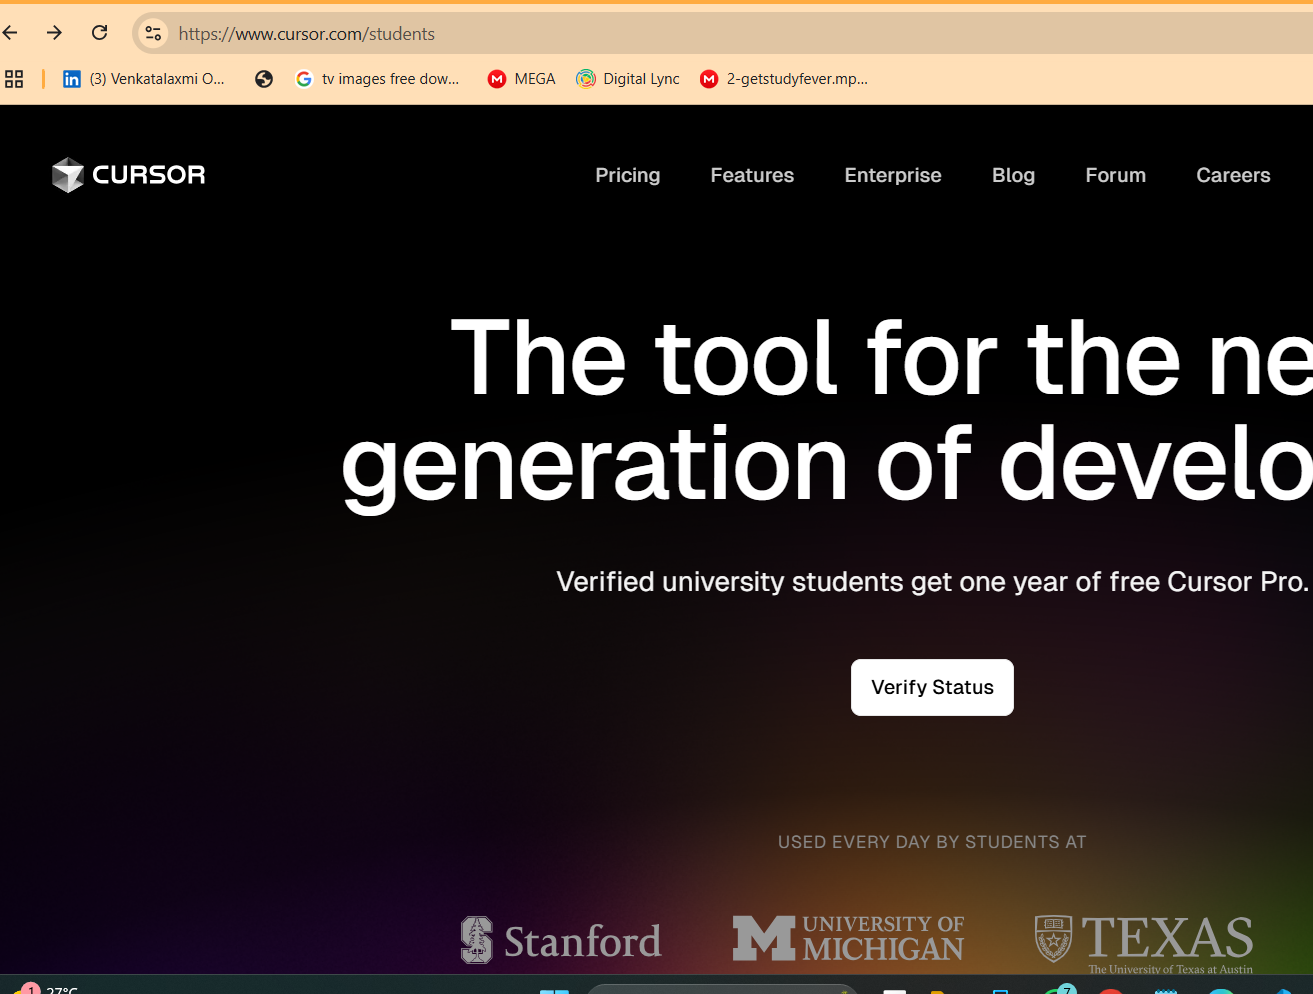 https://www.cursor.com/students
(3) Venkatalaxmi O...
tv images free dow...
MEGA
Digital Lync
2-getstudyfever.mp...
CURSOR
Pricing
Features
Enterprise
Blog
Forum
Careers
The tool for the ne
generation of develo
Verified university students get one year of free Cursor Pro.
Verify Status
USED EVERY DAY BY STUDENTS AT
Stanford
UNIVERSITY OF
MICHIGAN
TEXAS
The University of Texas at Austin
1
27°C
7